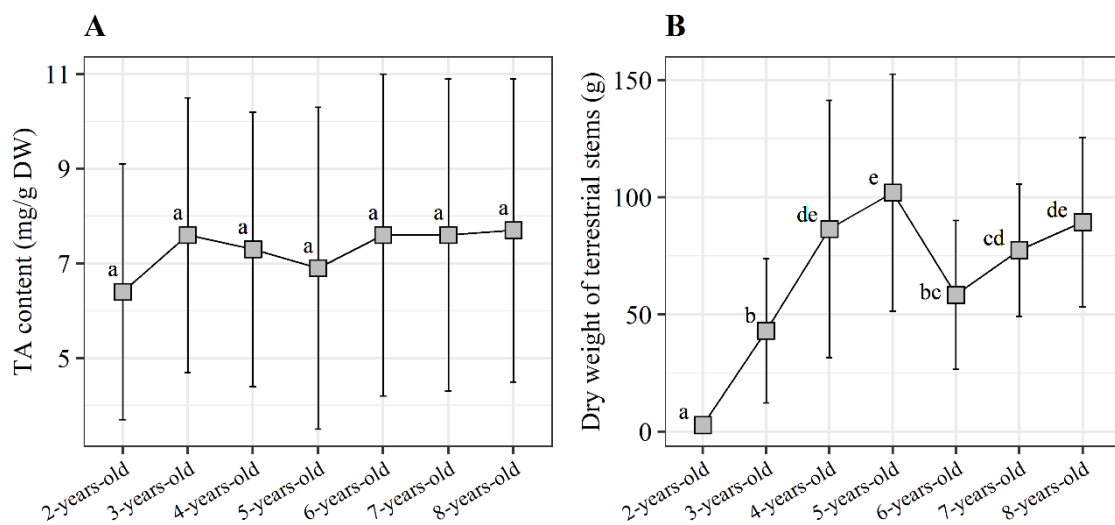 A
TA content (mg/g DW)
11
9
7
5
a
a
a
a
a
a
a
2-years-old
3-years-old
4-years-old
5-years-old
6-years-old
7-years-old
8-years-old
B
Dry weight of terrestrial stems (g)
150
100
50
0
a
b
de
e
bc
cd
de
2-years-old
3-years-old
4-years-old
5-years-old
6-years-old
7-years-old
8-years-old